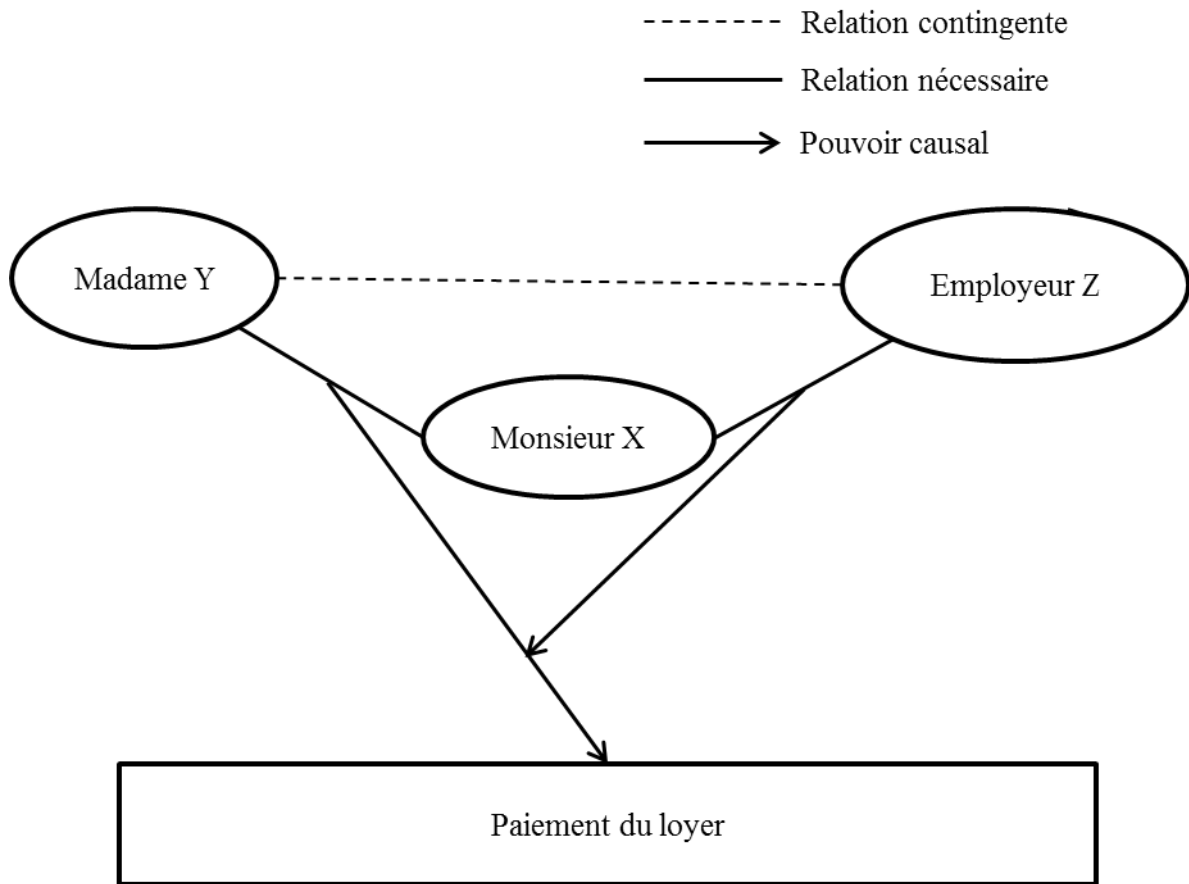 Relation contingente
Relation nécessaire
Pouvoir causal
Madame Y
Employeur Z
Monsieur X
Paiement du loyer